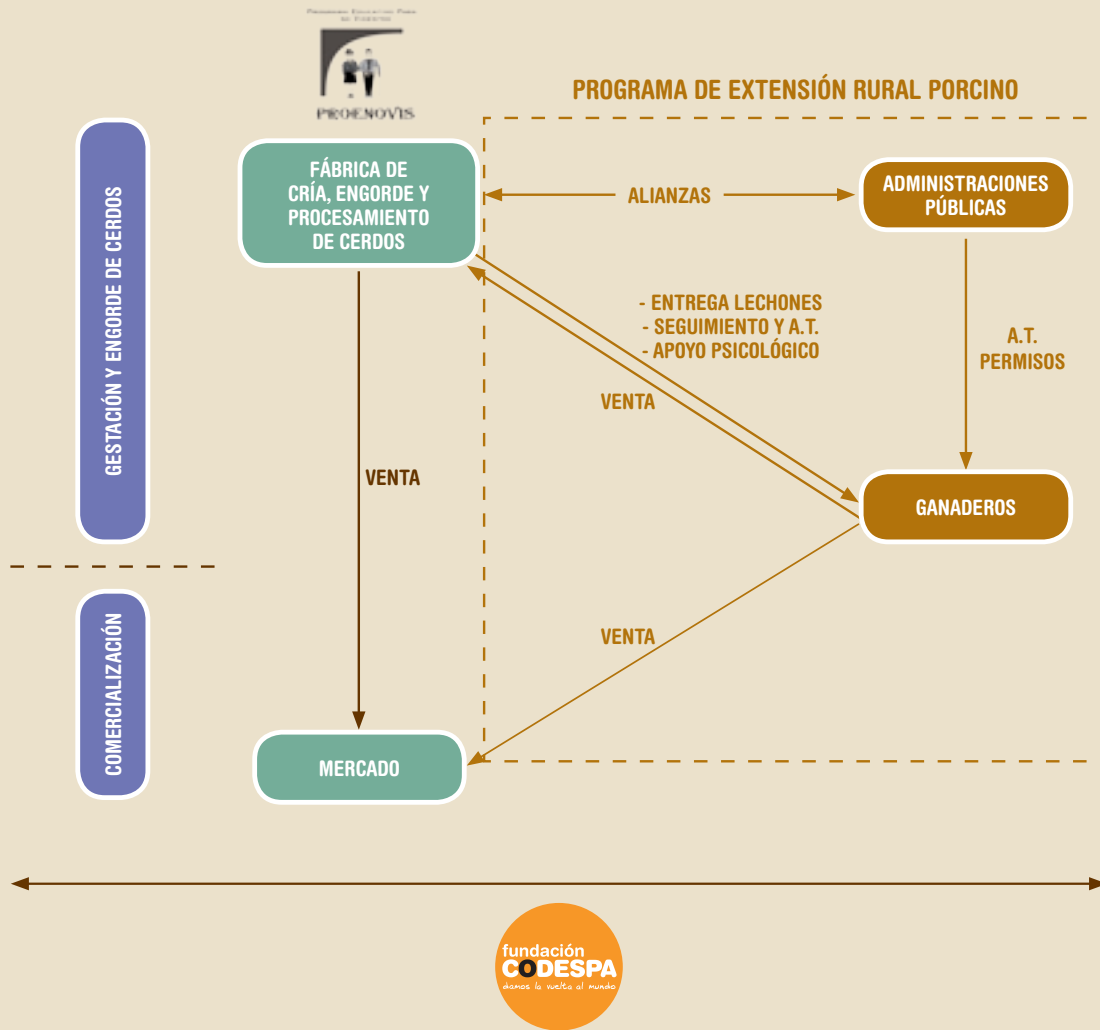 PROENOVIS
PROGRAMA DE EXTENSIÓN RURAL PORCINO
GESTACIÓN Y ENGORDE DE CERDOS
FÁBRICA DE
CRÍA, ENGORDE Y
PROCESAMIENTO
DE CERDOS
ALIANZAS
ADMINISTRACIONES
PÚBLICAS
- ENTREGA LECHONES
- SEGUIMIENTO Y A.T.
- APOYO PSICOLÓGICO
A.T.
PERMISOS
VENTA
VENTA
GANADEROS
COMERCIALIZACIÓN
VENTA
MERCADO
fundación
CODESPA
damos la vuelta al mundo